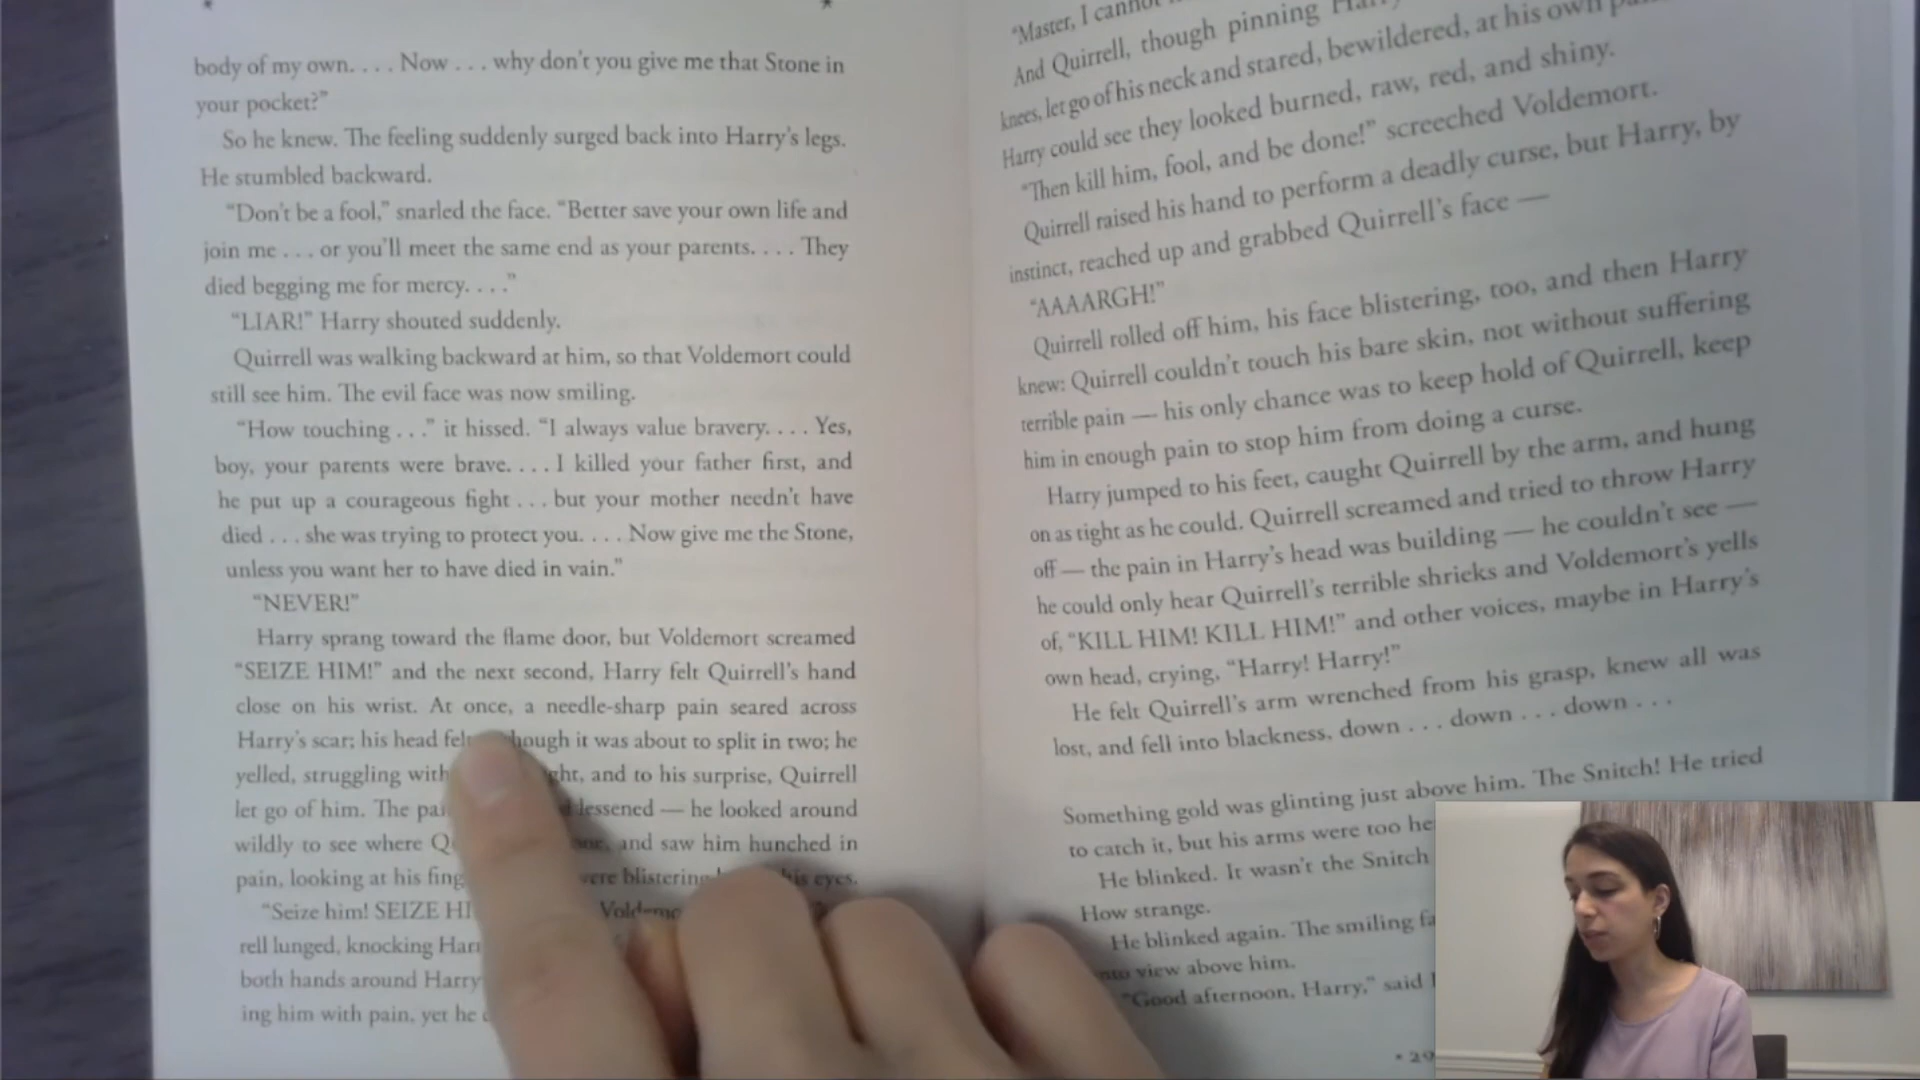 body of my own. . . . Now . . . why don't you give me that Stone in
your pocket?"
So he knew. The feeling suddenly surged back into Harry's legs.
He stumbled backward.
"Don't be a fool," snarled the face. "Better save your own life and
join me . . . or you'll meet the same end as your parents. . . . They
died begging me for mercy. . . ."
"LIAR!" Harry shouted suddenly.
Quirrell was walking backward at him, so that Voldemort could
still see him. The evil face was now smiling.
"How touching . . ." it hissed. "I always value bravery. . . . Yes,
boy, your parents were brave. . . . I killed your father first, and
he put up a courageous fight . . . but your mother needn't have
died . . . she was trying to protect you. . . . Now give me the Stone,
unless you want her to have died in vain."
"NEVER!"
Harry sprang toward the flame door, but Voldemort screamed
"SEIZE HIM!" and the next second, Harry felt Quirrell's hand
close on his wrist. At once, a needle-sharp pain seared across
Harry's scar; his head felt though it was about to split in two; he
yelled, struggling with and to his surprise, Quirrell
let go of him. The lessened — he looked around
wildly to see where and saw him hunched in
pain, looking at his blistering his eyes.
"Seize him! SEIZE
rell lunged, knocking
both hands around Harry
ing him with pain, yet he
"Master, I cannot
And Quirrell, though pinning
knees, let go of his neck and stared, bewildered, at his own
Harry could see they looked burned, raw, red, and shiny.
"Then kill him, fool, and be done!" screeched Voldemort.
Quirrell raised his hand to perform a deadly curse, but Harry, by
instinct, reached up and grabbed Quirrell's face —
"AAAARGH!"
Quirrell rolled off him, his face blistering, too, and then Harry
knew: Quirrell couldn't touch his bare skin, not without suffering
terrible pain — his only chance was to keep hold of Quirrell, keep
him in enough pain to stop him from doing a curse.
Harry jumped to his feet, caught Quirrell by the arm, and hung
on as tight as he could. Quirrell screamed and tried to throw Harry
off — the pain in Harry's head was building — he couldn't see —
he could only hear Quirrell's terrible shrieks and Voldemort's yells
of, "KILL HIM! KILL HIM!" and other voices, maybe in Harry's
own head, crying, "Harry! Harry!"
He felt Quirrell's arm wrenched from his grasp, knew all was
lost, and fell into blackness, down . . . down . . . down . . .
Something gold was glinting just above him. The Snitch! He tried
to catch it, but his arms were too
He blinked. It wasn't the Snitch
How strange.
He blinked again. The smiling
into view above him.
"Good afternoon, Harry," said